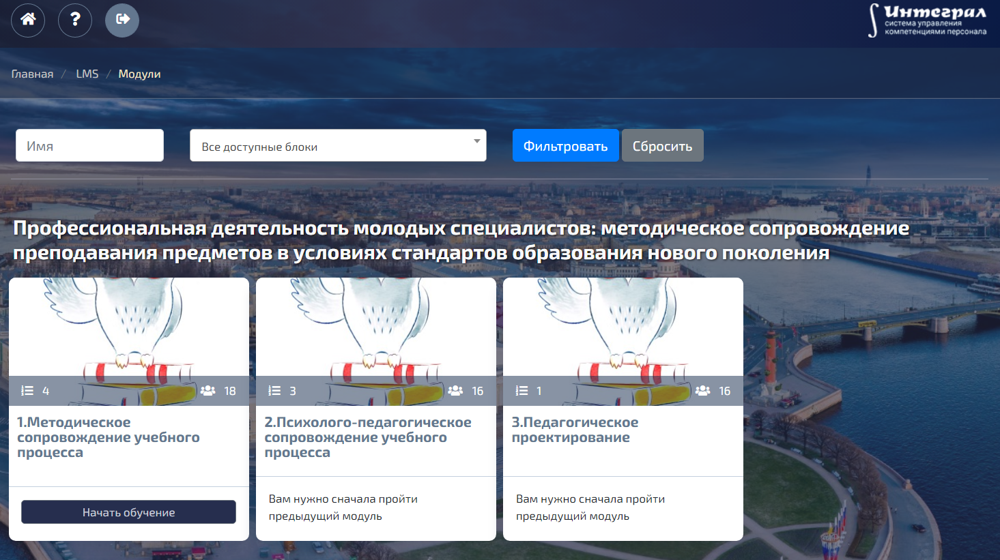 ?
Интеграл
система управления
компетенциями персонала
Главная / LMS / Модули
Имя
Все доступные блоки
Фильтровать
Сбросить
Профессиональная деятельность молодых специалистов: методическое сопровождение
преподавания предметов в условиях стандартов образования нового поколения
4 18
3 16
1 16
1.Методическое
сопровождение учебного
процесса
2.Психолого-педагогическое
сопровождение учебного
процесса
3.Педагогическое
проектирование
Начать обучение
Вам нужно сначала пройти
предыдущий модуль
Вам нужно сначала пройти
предыдущий модуль